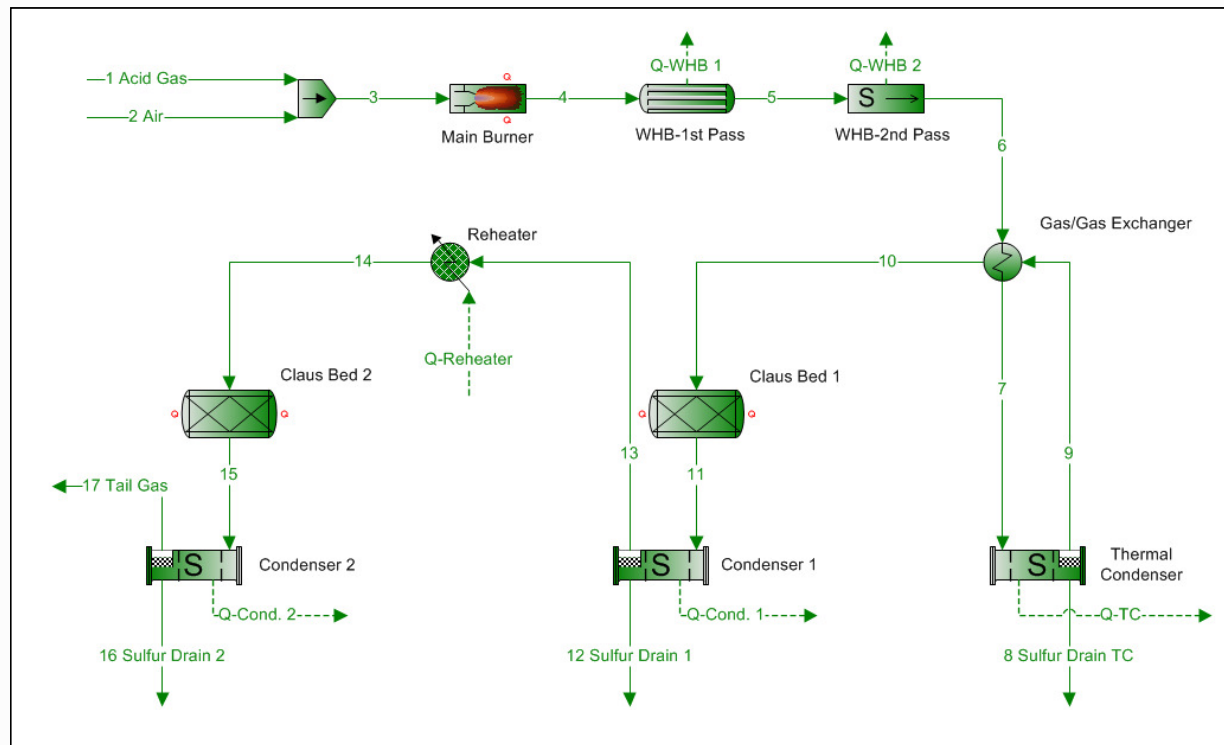 1 Acid Gas
2 Air
3
Q
Q
Main Burner
4
Q-WHB 1
WHB-1st Pass
5
Q-WHB 2
S
WHB-2nd Pass
6
Gas/Gas Exchanger
Reheater
14
10
Q-Reheater
Claus Bed 2
Q
Q
Claus Bed 1
Q
Q
7
9
13
11
15
17 Tail Gas
S
Condenser 2
S
Condenser 1
S
Thermal
Condenser
Q-Cond. 2
Q-Cond. 1
Q-TC
16 Sulfur Drain 2
12 Sulfur Drain 1
8 Sulfur Drain TC